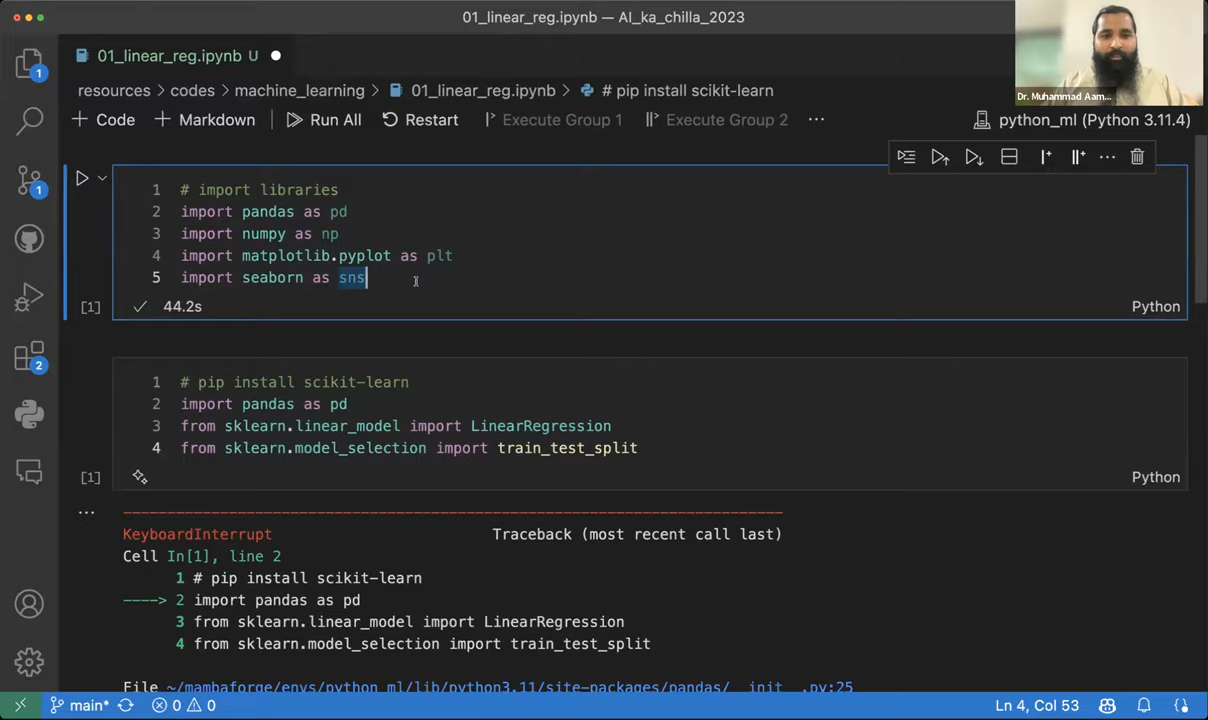 01_linear_reg.ipynb — AI_ka_chilla_2023
01_linear_reg.ipynb U
resources > codes > machine_learning > 01_linear_reg.ipynb > # pip install scikit-learn
Dr. Muhammad Aam...
+ Code + Markdown Run All Restart Execute Group 1 Execute Group 2 ... python_ml (Python 3.11.4)
1 # import libraries
2 import pandas as pd
3 import numpy as np
4 import matplotlib.pyplot as plt
5 import seaborn as sns
[1] ✓ 44.2s Python
1 # pip install scikit-learn
2 import pandas as pd
3 from sklearn.linear_model import LinearRegression
4 from sklearn.model_selection import train_test_split
[1] Python
...
KeyboardInterrupt Traceback (most recent call last)
Cell In[1], line 2
1 # pip install scikit-learn
----> 2 import pandas as pd
3 from sklearn.linear_model import LinearRegression
4 from sklearn.model_selection import train_test_split
File ~/mambaforge/envs/python_ml/lib/python3.11/site-packages/pandas/__init__.py:25
1
1
2
main* 0 0 Ln 4, Col 53